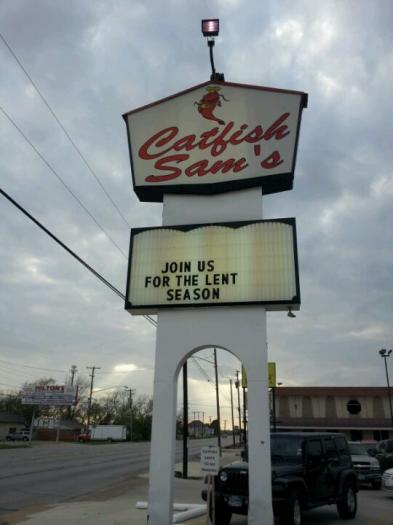 Catfish
Sam's
JOIN US
FOR THE LENT
SEASON